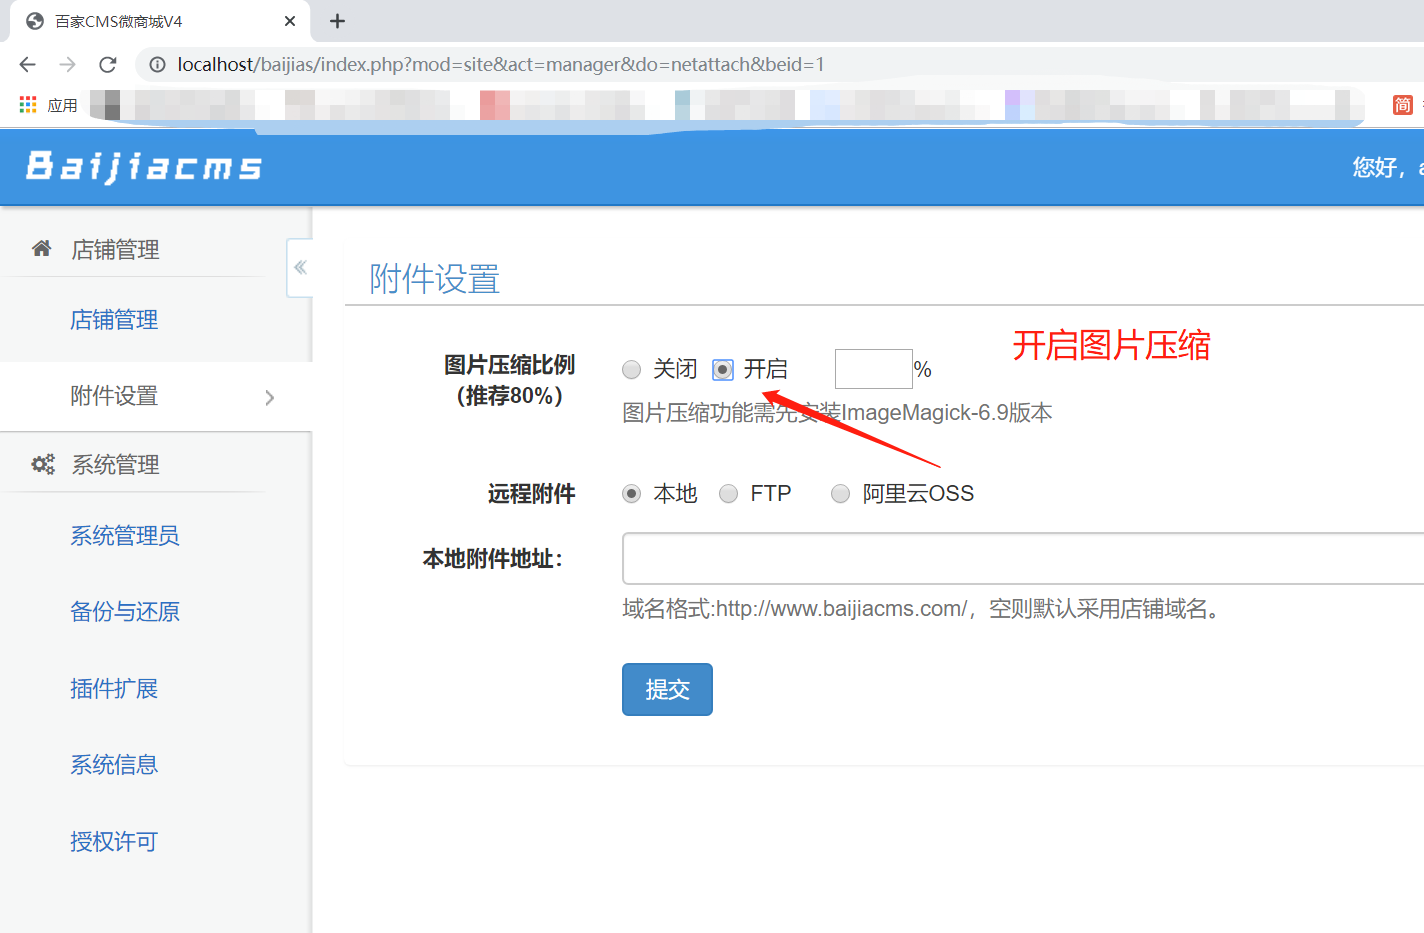 百家CMS微商城V4
localhost/baijias/index.php?mod=site&act=manager&do=netattach&beid=1
应用
简
Baijiacms
您好,
店铺管理
店铺管理
附件设置
系统管理
系统管理员
备份与还原
插件扩展
系统信息
授权许可
附件设置
开启图片压缩
图片压缩比例
(推荐80%)
关闭 开启 %
图片压缩功能需先安装ImageMagick-6.9版本
远程附件 本地 FTP 阿里云OSS
本地附件地址:
域名格式:http://www.baijiacms.com/，空则默认采用店铺域名。
提交